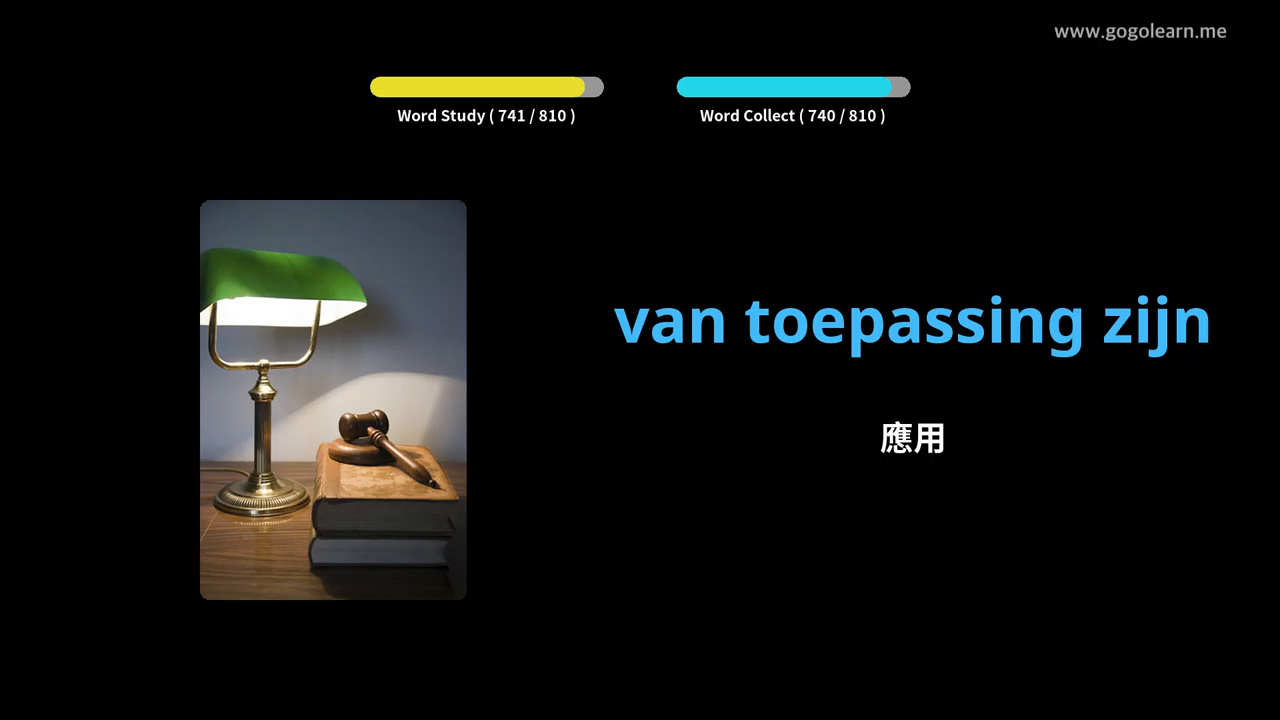 www.gogolearn.me
Word Study ( 741 / 810 )
Word Collect ( 740 / 810 )
van toepassing zijn
應用